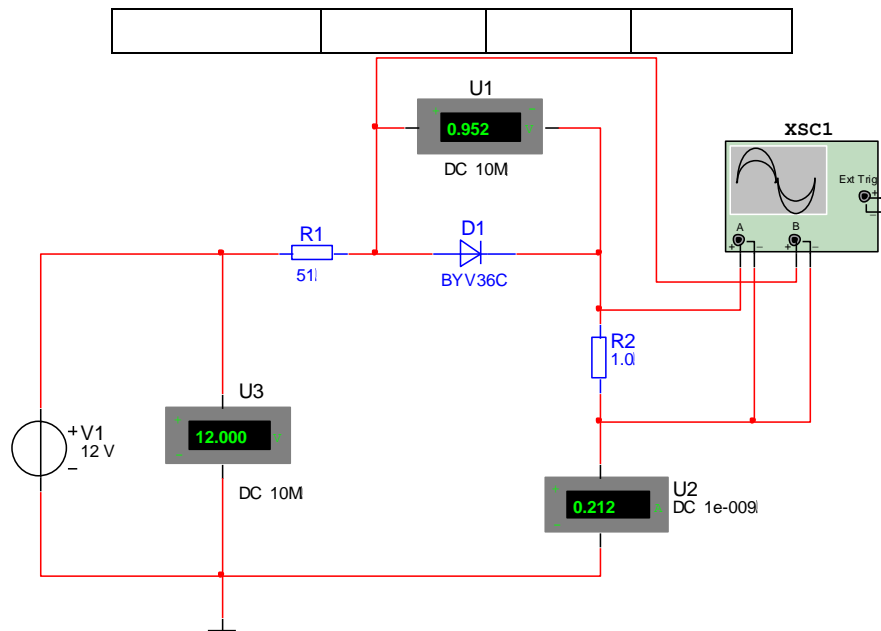 U1
+ −
0.952 V
DC 10M
XSC1
Ext Trig
+
−
A B
+ − + −
R1
51
D1
BYV36C
R2
1.0
U3
+
12.000 V
−
DC 10M
+ V1
12 V
−
U2
+
0.212 A
−
DC 1e-009